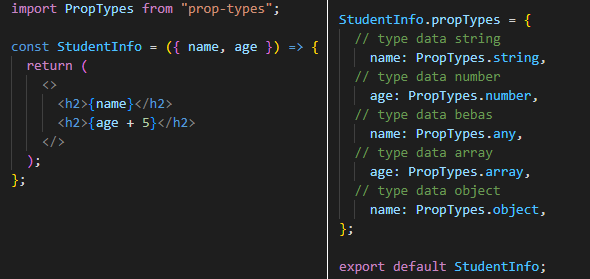 import PropTypes from "prop-types";
const StudentInfo = ({ name, age }) => {
return (
<>
<h2>{name}</h2>
<h2>{age + 5}</h2>
</>
);
};
StudentInfo.propTypes = {
// type data string
name: PropTypes.string,
// type data number
age: PropTypes.number,
// type data bebas
name: PropTypes.any,
// type data array
age: PropTypes.array,
// type data object
name: PropTypes.object,
};
export default StudentInfo;